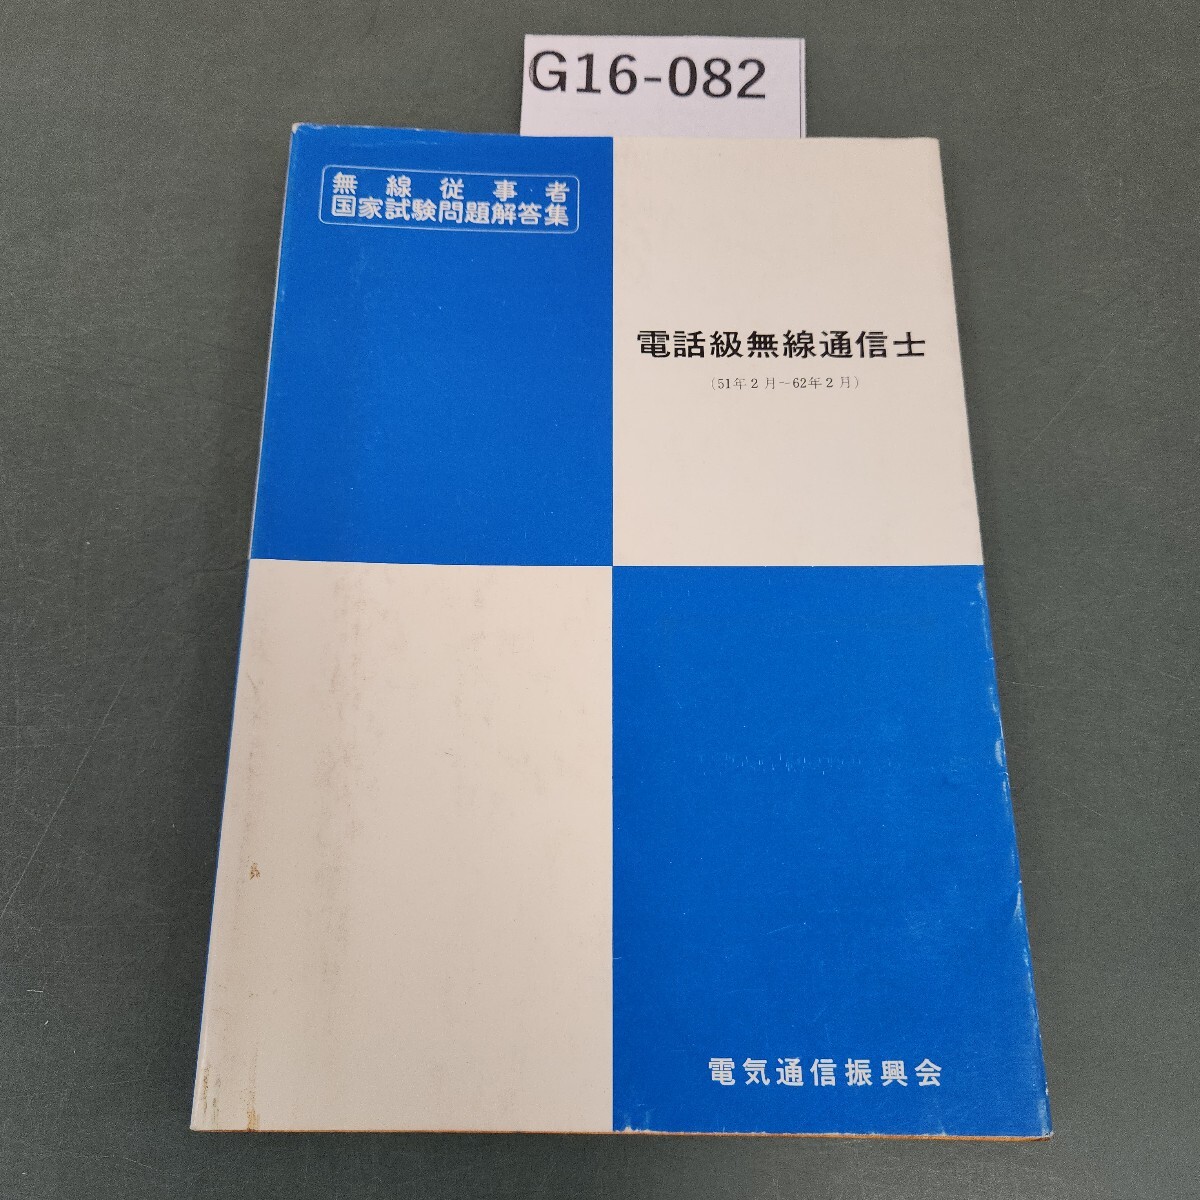 G16-082
無線従事者
国家試験問題解答集
電話級無線通信士
(51年2月~62年2月)
電気通信振興会